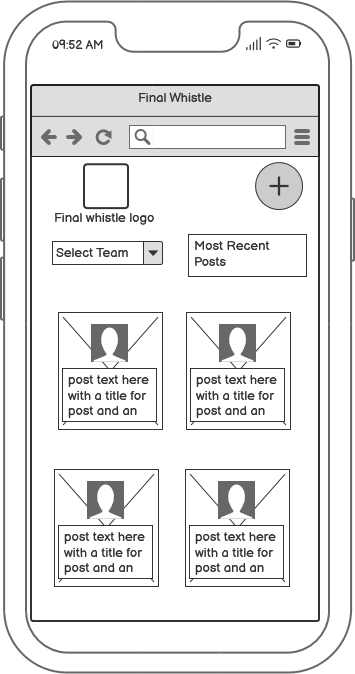 09:52 AM
Final Whistle
Final whistle logo
Select Team
Most Recent
Posts
post text here
with a title for
post and an
post text here
with a title for
post and an
post text here
with a title for
post and an
post text here
with a title for
post and an